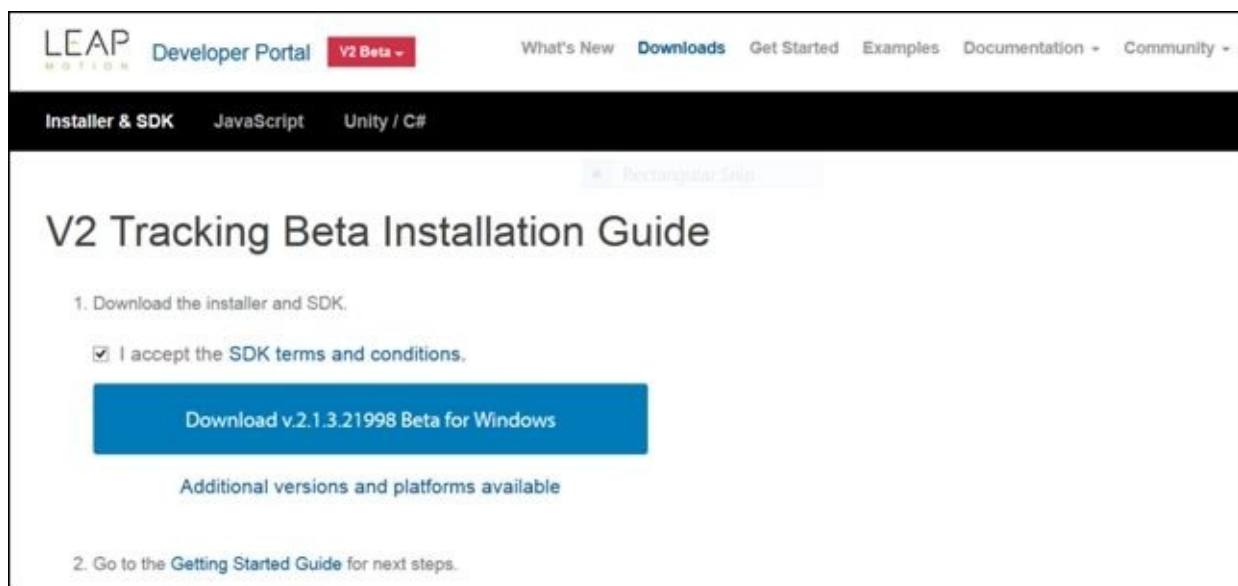 LEAP
MOTION
Developer Portal
V2 Beta
What's New
Downloads
Get Started
Examples
Documentation
Community
Installer & SDK
JavaScript
Unity / C#
Rectangular Snip
V2 Tracking Beta Installation Guide
1. Download the installer and SDK.
I accept the SDK terms and conditions.
Download v.2.1.3.21998 Beta for Windows
Additional versions and platforms available
2. Go to the Getting Started Guide for next steps.